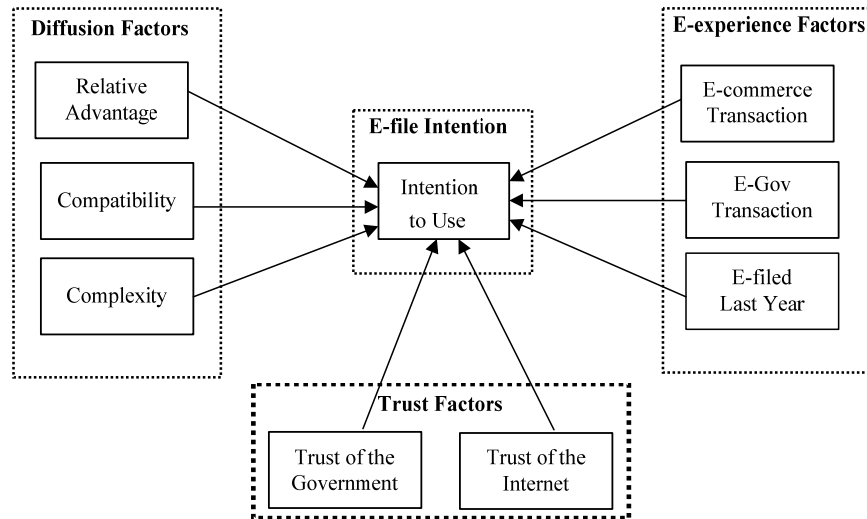 Diffusion Factors
Relative
Advantage
Compatibility
Complexity
E-file Intention
Intention
to Use
E-experience Factors
E-commerce
Transaction
E-Gov
Transaction
E-filed
Last Year
Trust Factors
Trust of the
Government
Trust of the
Internet